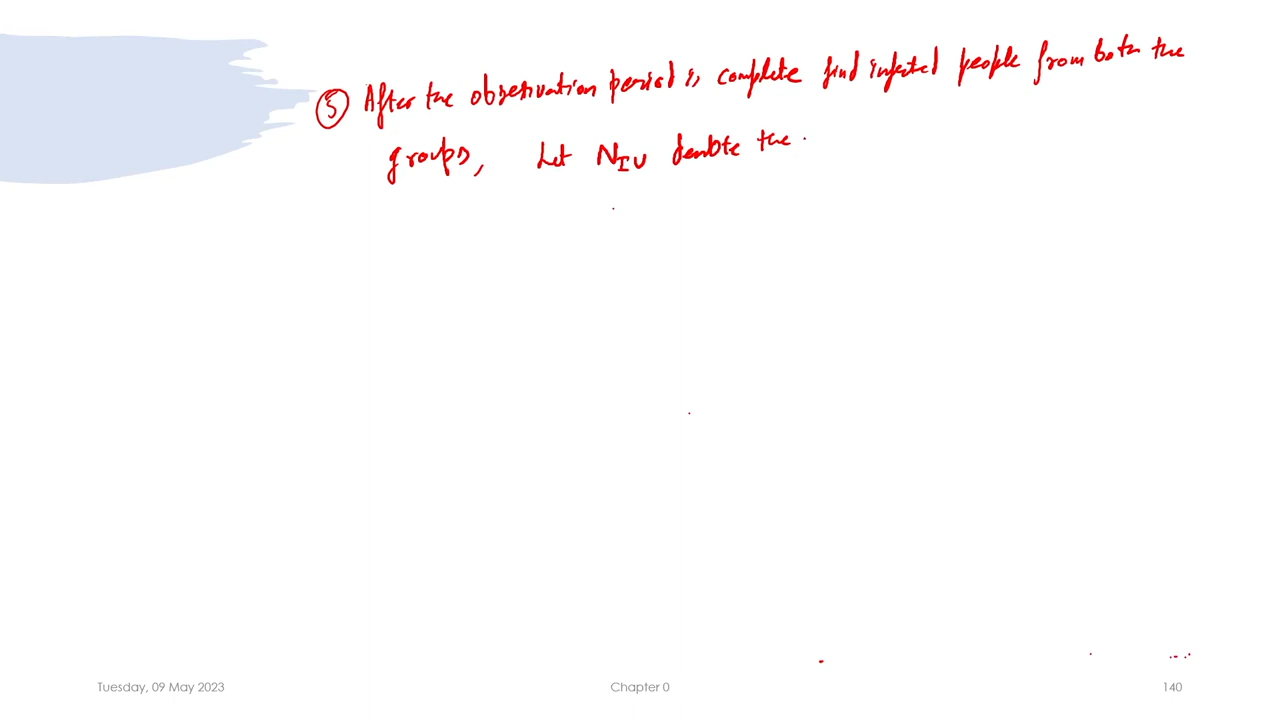 ⑤ After the observation period is complete find infected people from both the
groups, Let NIU denote the
Tuesday, 09 May 2023
Chapter 0
140